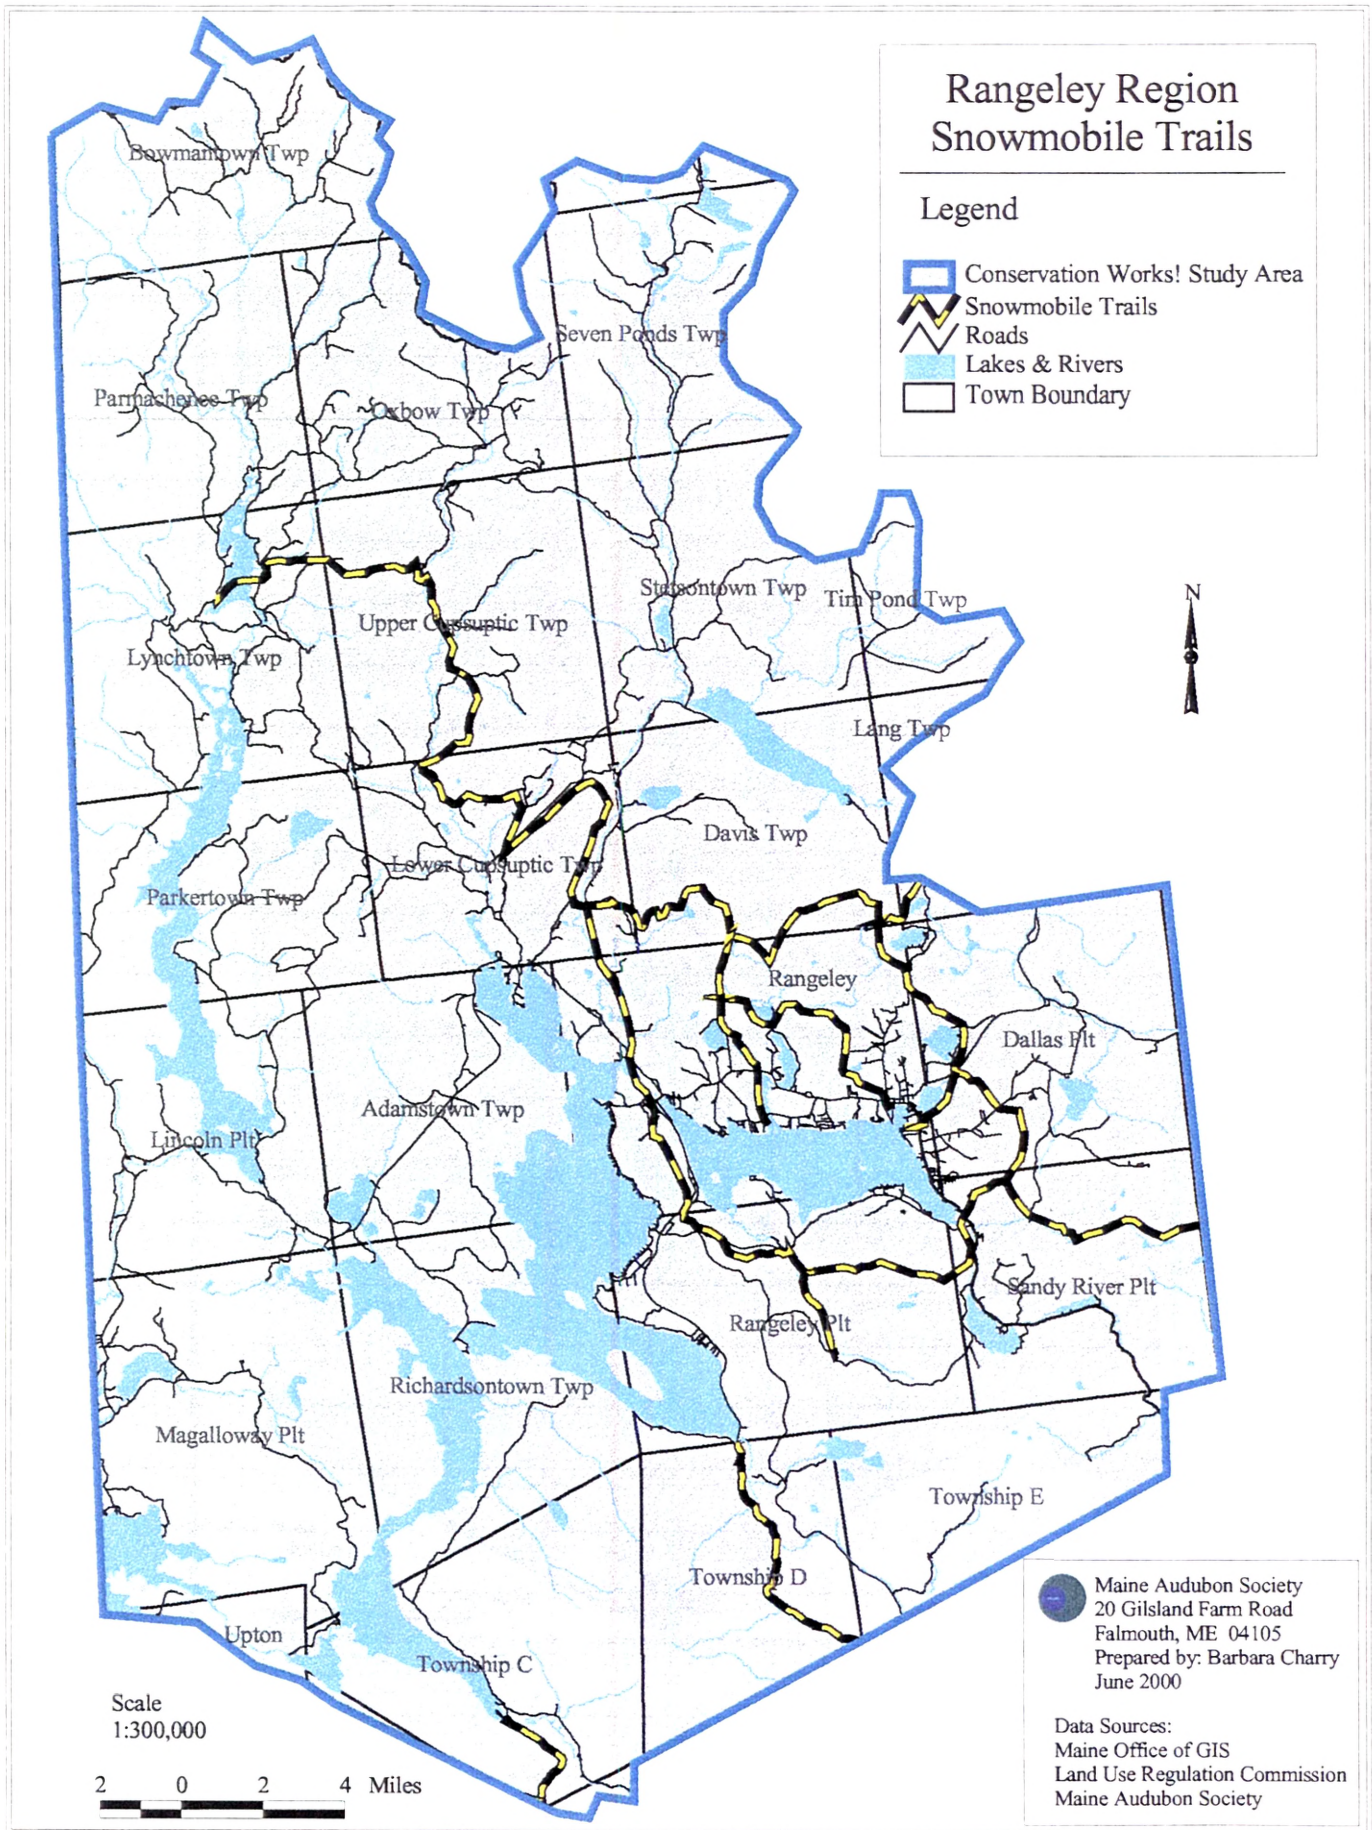 Rangeley Region
Snowmobile Trails
Legend
Conservation Works! Study Area
Snowmobile Trails
Roads
Lakes & Rivers
Town Boundary
Bowmantown Twp
Seven Ponds Twp
Parmachenee Twp
Oxbow Twp
Stetsontown Twp
Tim Pond Twp
N
Upper Cupsuptic Twp
Lynchtown Twp
Lang Twp
Davis Twp
Lower Cupsuptic Twp
Parkertown Twp
Rangeley
Dallas Plt
Adamstown Twp
Lincoln Plt
Sandy River Plt
Rangeley Plt
Richardsontown Twp
Magalloway Plt
Township E
Township D
Upton
Township C
Scale
1:300,000
2 0 2 4 Miles
Maine Audubon Society
20 Gilsland Farm Road
Falmouth, ME 04105
Prepared by: Barbara Charry
June 2000
Data Sources:
Maine Office of GIS
Land Use Regulation Commission
Maine Audubon Society